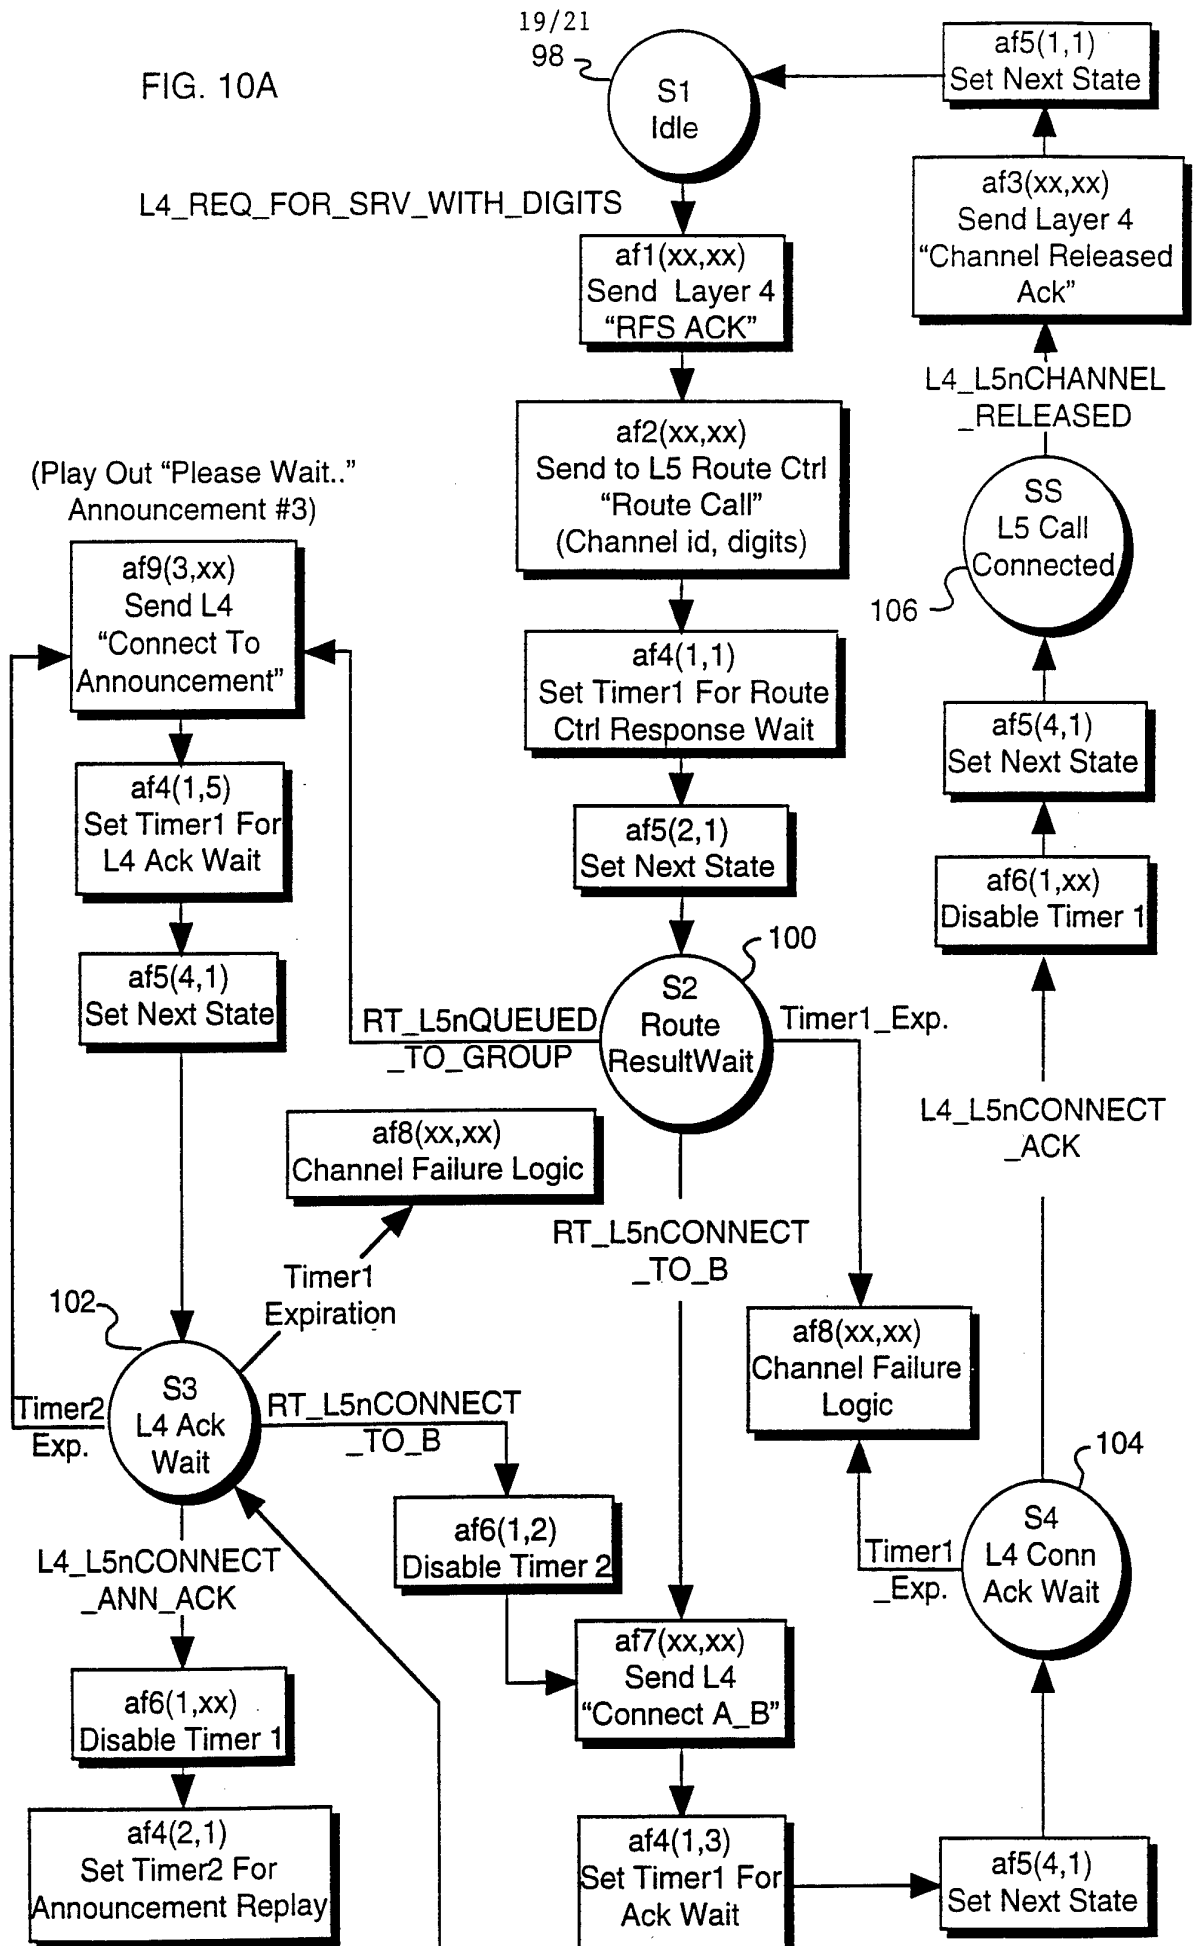 19/21
FIG. 10A
98
S1
Idle
af5(1,1)
Set Next State
L4_REQ_FOR_SRV_WITH_DIGITS
af3(xx,xx)
Send Layer 4
“Channel Released
Ack”
af1(xx,xx)
Send Layer 4
“RFS ACK”
L4_L5nCHANNEL
_RELEASED
af2(xx,xx)
Send to L5 Route Ctrl
“Route Call”
(Channel id, digits)
(Play Out “Please Wait..”
Announcement #3)
SS
L5 Call
Connected
106
af9(3,xx)
Send L4
“Connect To
Announcement”
af4(1,1)
Set Timer1 For Route
Ctrl Response Wait
af5(4,1)
Set Next State
af4(1,5)
Set Timer1 For
L4 Ack Wait
af5(2,1)
Set Next State
af6(1,xx)
Disable Timer 1
af5(4,1)
Set Next State
100
S2
Route
ResultWait
RT_L5nQUEUED
_TO_GROUP
Timer1_Exp.
L4_L5nCONNECT
_ACK
af8(xx,xx)
Channel Failure Logic
RT_L5nCONNECT
_TO_B
Timer1
Expiration
102
af8(xx,xx)
Channel Failure
Logic
S3
L4 Ack
Wait
Timer2
Exp.
RT_L5nCONNECT
_TO_B
104
S4
L4 Conn
Ack Wait
Timer1
_Exp.
af6(1,2)
Disable Timer 2
L4_L5nCONNECT
_ANN_ACK
af7(xx,xx)
Send L4
“Connect A_B”
af6(1,xx)
Disable Timer 1
af4(2,1)
Set Timer2 For
Announcement Replay
af4(1,3)
Set Timer1 For
Ack Wait
af5(4,1)
Set Next State